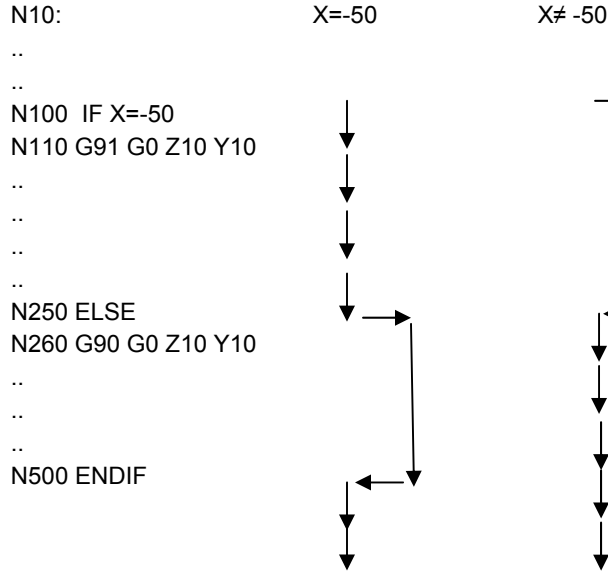 N10: X=-50 X≠ -50
..
..
N100 IF X=-50
N110 G91 G0 Z10 Y10
..
..
..
..
N250 ELSE
N260 G90 G0 Z10 Y10
..
..
..
N500 ENDIF